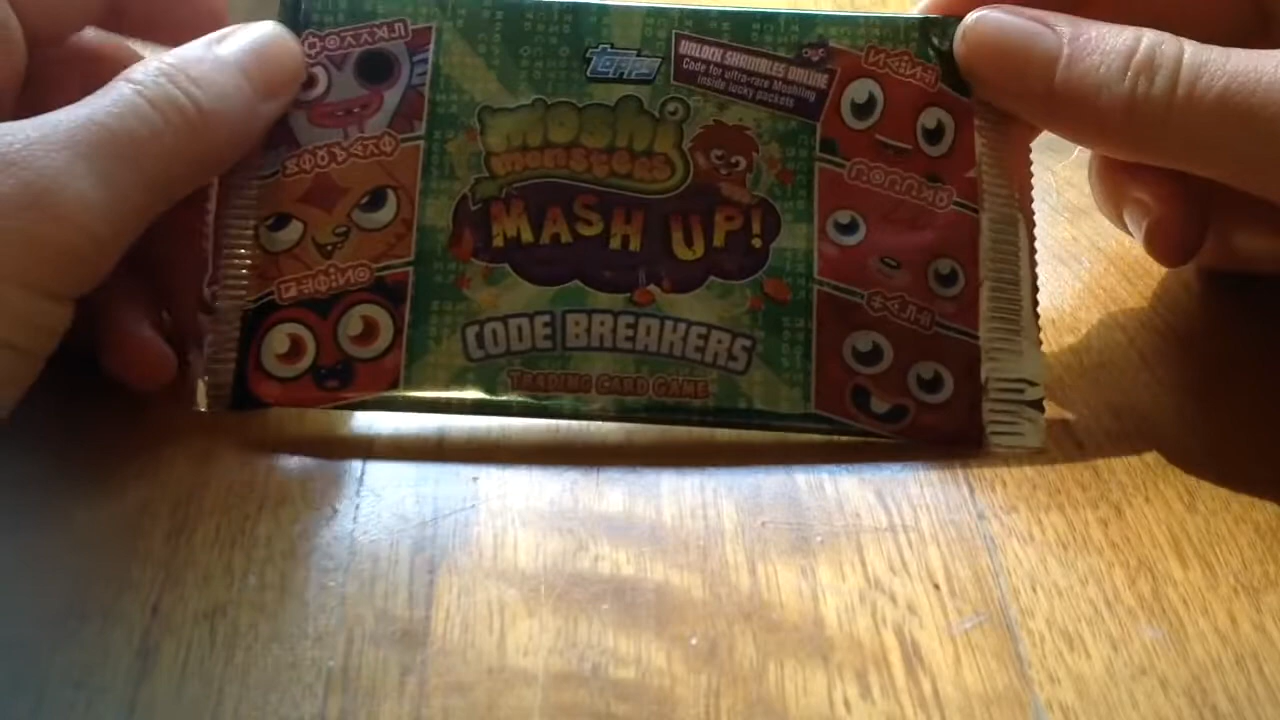 Topps
UNLOCK SHAMBLES ONLINE
Code for ultra-rare Moshling
inside lucky packets
moshi
monsters
MASH UP!
CODE BREAKERS
TRADING CARD GAME